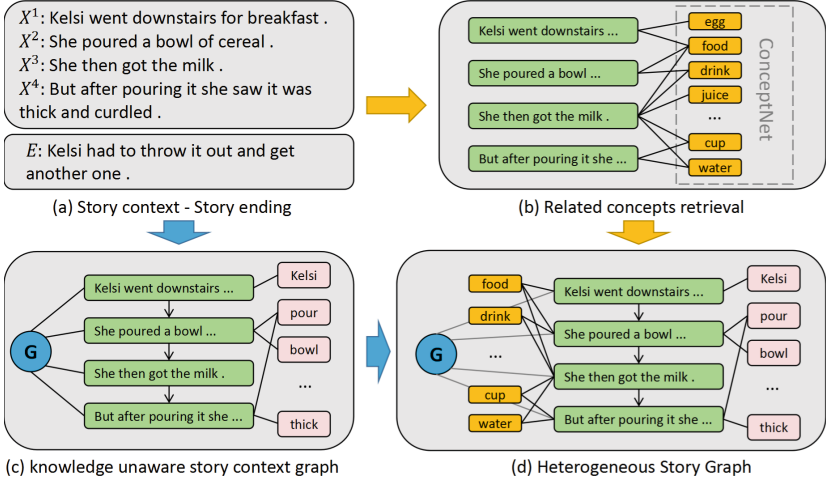 X¹: Kelsi went downstairs for breakfast .
X²: She poured a bowl of cereal .
X³: She then got the milk .
X⁴: But after pouring it she saw it was
thick and curdled .
E: Kelsi had to throw it out and get
another one .
(a) Story context - Story ending
Kelsi went downstairs ...
She poured a bowl ...
She then got the milk .
But after pouring it she ...
egg
food
drink
juice
...
cup
water
ConceptNet
(b) Related concepts retrieval
G
Kelsi went downstairs ...
She poured a bowl ...
She then got the milk .
But after pouring it she ...
Kelsi
pour
bowl
...
thick
(c) knowledge unaware story context graph
G
food
drink
...
cup
water
Kelsi went downstairs ...
She poured a bowl ...
She then got the milk .
But after pouring it she ...
Kelsi
pour
bowl
...
thick
(d) Heterogeneous Story Graph